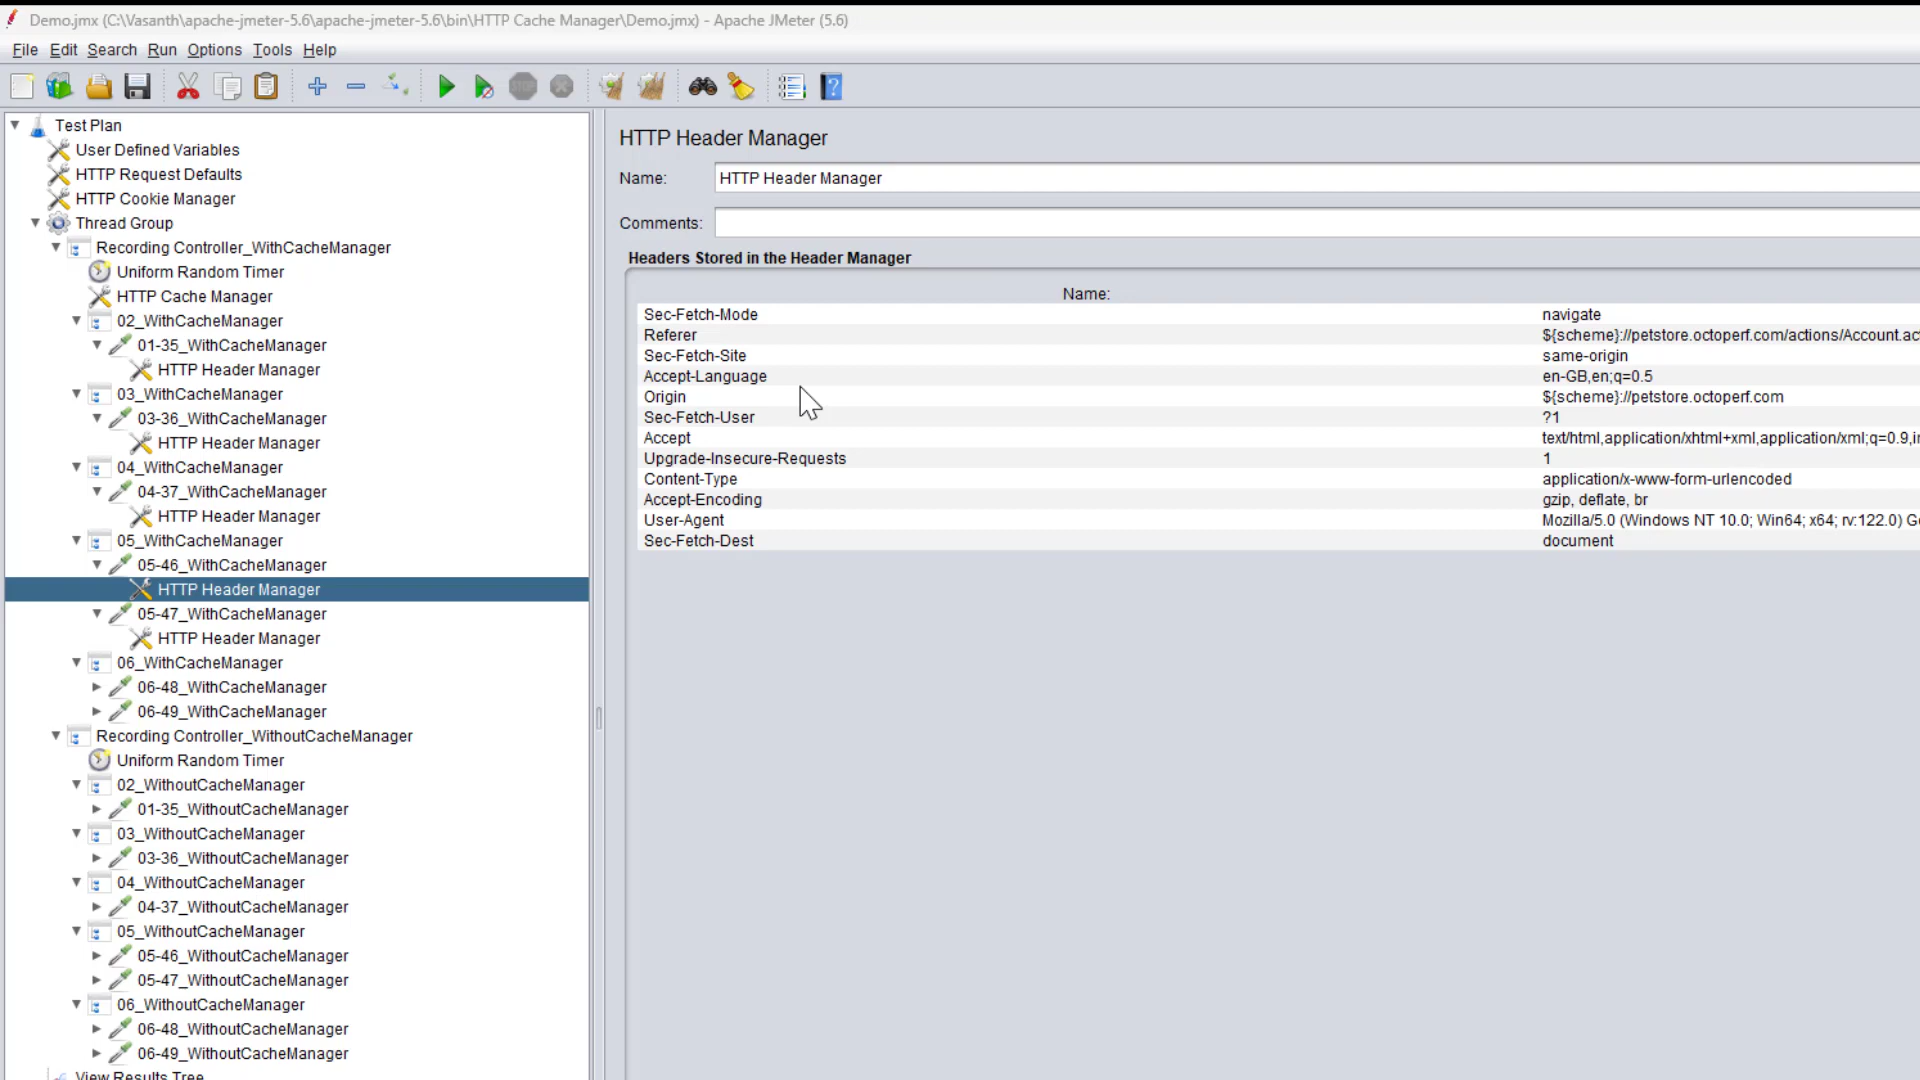 Demo.jmx (C:\Vasanth\apache-jmeter-5.6\apache-jmeter-5.6\bin\HTTP Cache Manager\Demo.jmx) - Apache JMeter (5.6)
File Edit Search Run Options Tools Help
STOP
Test Plan
User Defined Variables
HTTP Request Defaults
HTTP Cookie Manager
Thread Group
Recording Controller_WithCacheManager
Uniform Random Timer
HTTP Cache Manager
02_WithCacheManager
01-35_WithCacheManager
HTTP Header Manager
03_WithCacheManager
03-36_WithCacheManager
HTTP Header Manager
04_WithCacheManager
04-37_WithCacheManager
HTTP Header Manager
05_WithCacheManager
05-46_WithCacheManager
HTTP Header Manager
05-47_WithCacheManager
HTTP Header Manager
06_WithCacheManager
06-48_WithCacheManager
06-49_WithCacheManager
Recording Controller_WithoutCacheManager
Uniform Random Timer
02_WithoutCacheManager
01-35_WithoutCacheManager
03_WithoutCacheManager
03-36_WithoutCacheManager
04_WithoutCacheManager
04-37_WithoutCacheManager
05_WithoutCacheManager
05-46_WithoutCacheManager
05-47_WithoutCacheManager
06_WithoutCacheManager
06-48_WithoutCacheManager
06-49_WithoutCacheManager
View Results Tree
HTTP Header Manager
Name: HTTP Header Manager
Comments:
Headers Stored in the Header Manager
Name:
Sec-Fetch-Mode navigate
Referer ${scheme}://petstore.octoperf.com/actions/Account.ac
Sec-Fetch-Site same-origin
Accept-Language en-GB,en;q=0.5
Origin ${scheme}://petstore.octoperf.com
Sec-Fetch-User ?1
Accept text/html,application/xhtml+xml,application/xml;q=0.9,i
Upgrade-Insecure-Requests 1
Content-Type application/x-www-form-urlencoded
Accept-Encoding gzip, deflate, br
User-Agent Mozilla/5.0 (Windows NT 10.0; Win64; x64; rv:122.0) G
Sec-Fetch-Dest document